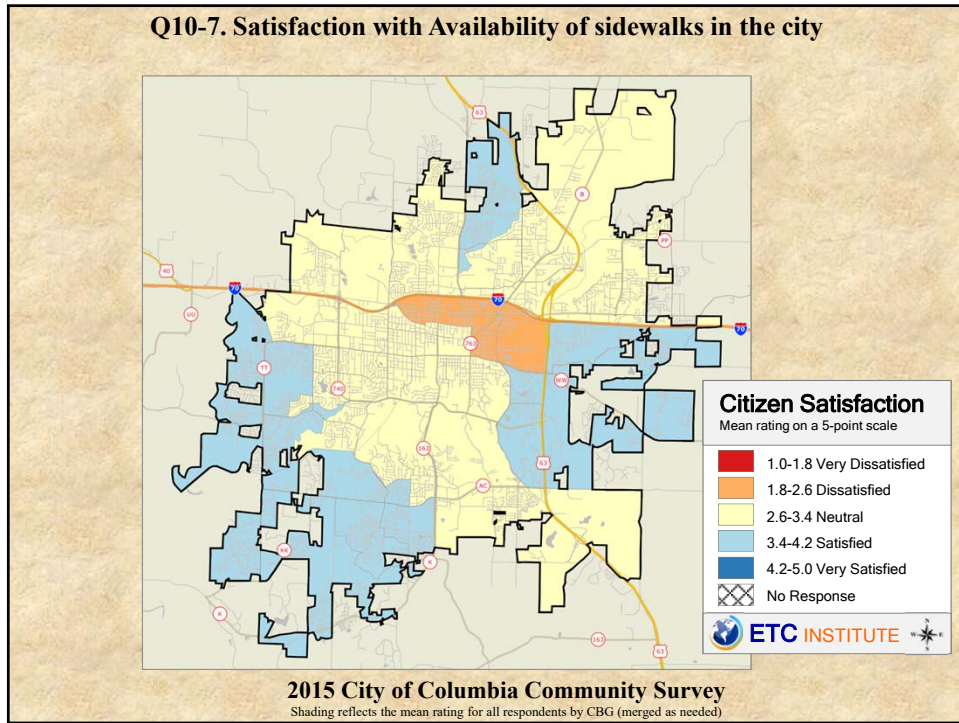 Q10-7. Satisfaction with Availability of sidewalks in the city
63
B
PP
40
70
UU
70
70
763
TT
740
WW
163
63
AC
KK
K
K
163
63
Citizen Satisfaction
Mean rating on a 5-point scale
1.0-1.8 Very Dissatisfied
1.8-2.6 Dissatisfied
2.6-3.4 Neutral
3.4-4.2 Satisfied
4.2-5.0 Very Satisfied
No Response
ETC INSTITUTE
N
W E
S
2015 City of Columbia Community Survey
Shading reflects the mean rating for all respondents by CBG (merged as needed)